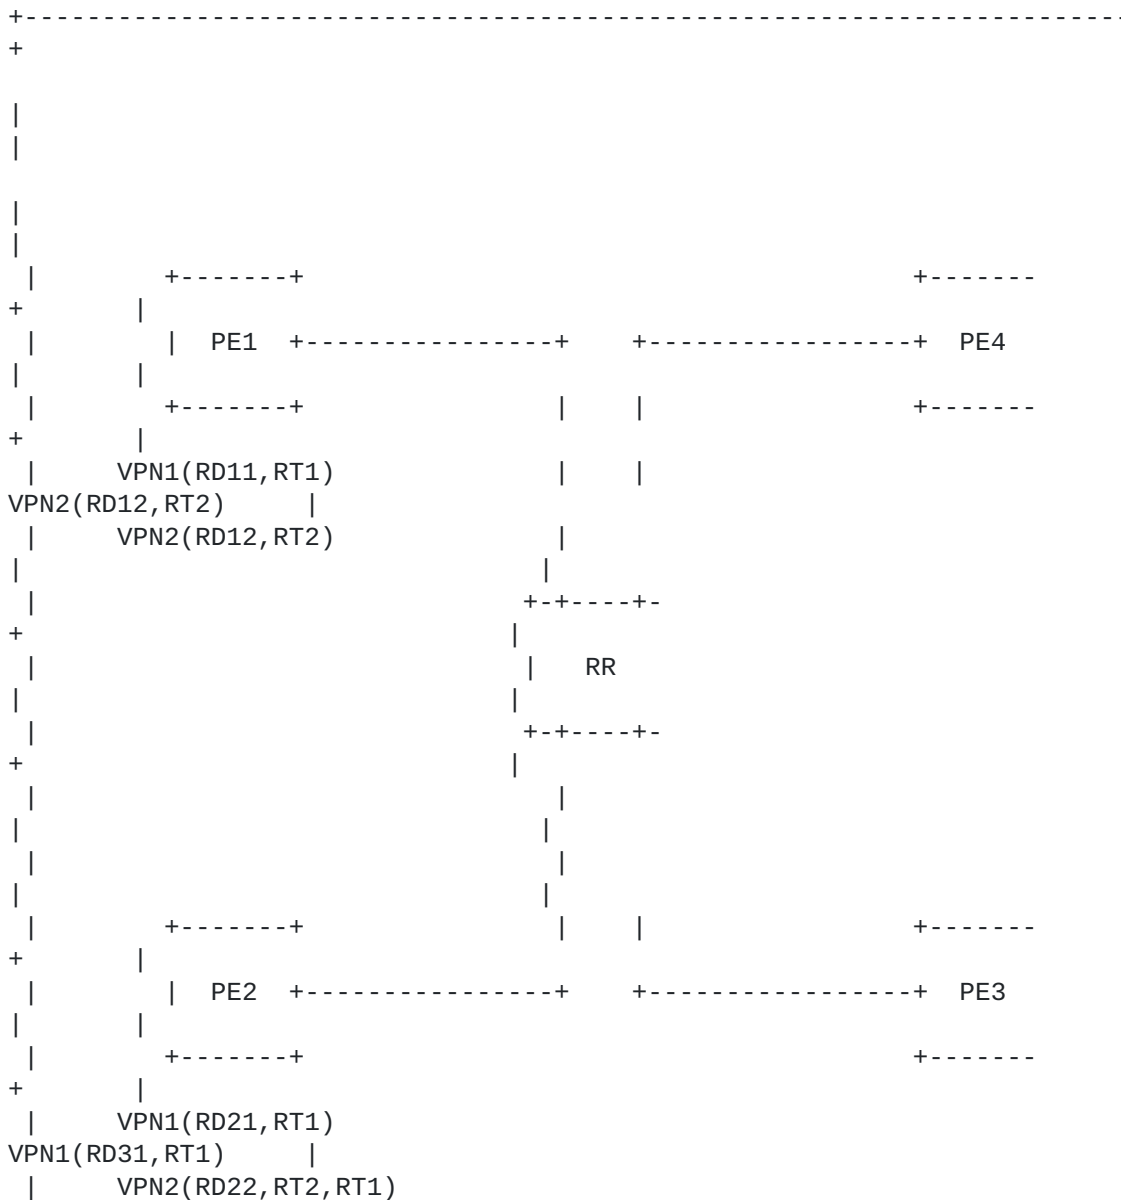 +---------------------------------------------------------------------
+
|
|
|
|
|        +-------+                                       +-------
+       |
|        |  PE1  +----------------+    +-----------------+  PE4
|       |
|        +-------+                |    |                 +-------
+       |
|     VPN1(RD11,RT1)              |    |
VPN2(RD12,RT2)     |
|     VPN2(RD12,RT2)              |
|                                 |
|                               +-+----+-
+                               |
|                               |   RR
|                               |
|                               +-+----+-
+                               |
|                                 |
|                                 |
|                                 |
|                                 |
|        +-------+                |    |                 +-------
+       |
|        |  PE2  +----------------+    +-----------------+  PE3
|       |
|        +-------+                                       +-------
+       |
|     VPN1(RD21,RT1)
VPN1(RD31,RT1)     |
|     VPN2(RD22,RT2,RT1)